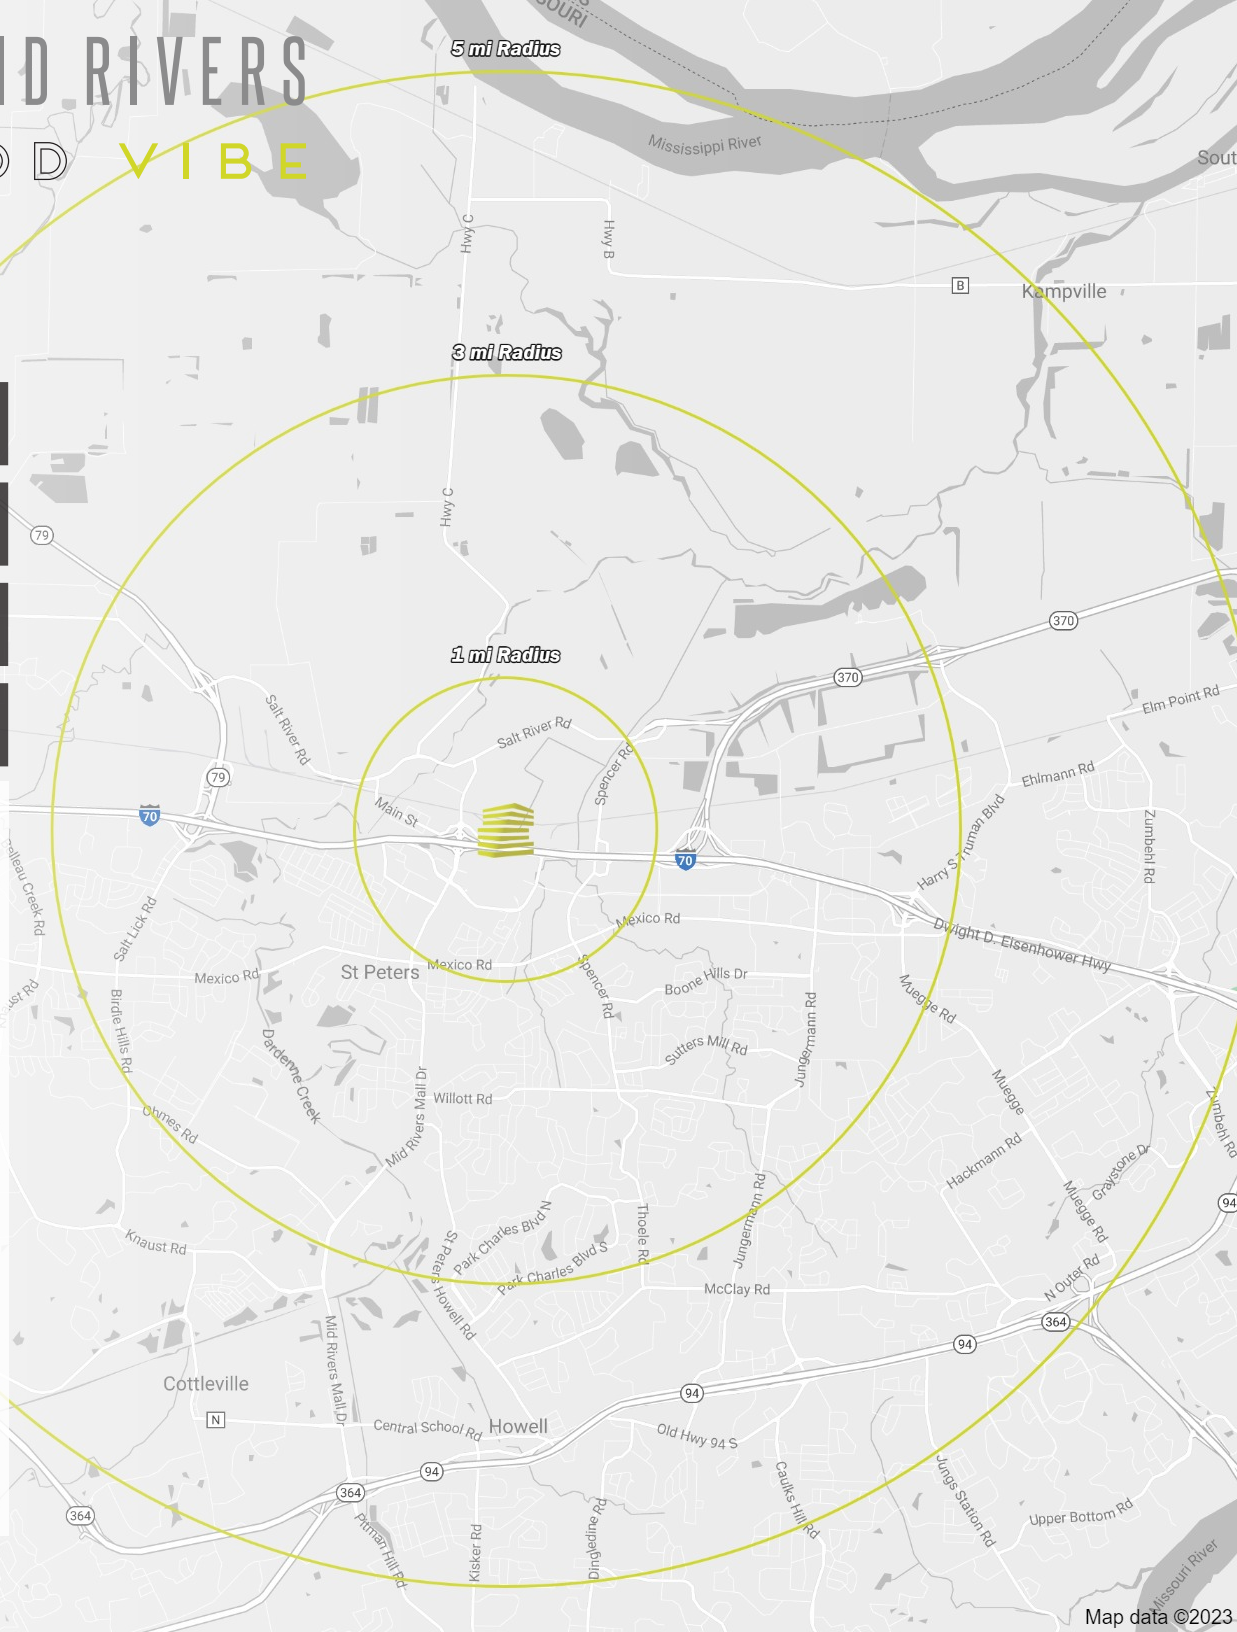 5 mi Radius
RIVERS
VIBE
Mississippi River
Hwy C
Hwy B
B
Kampville
3 mi Radius
Hwy C
79
370
1 mi Radius
370
Elm Point Rd
Salt River Rd
Salt River Rd
Spencer Rd
Ehlmann Rd
79
Main St
70
Harry S Truman Blvd
Zumbehl Rd
70
Salt Lick Rd
Mexico Rd
Dwight D. Eisenhower Hwy
Mexico Rd
St Peters
Mexico Rd
Boone Hills Dr
Spencer Rd
Muegge Rd
Birdie Hills Rd
Dardenne Creek
Sutters Mill Rd
Jungermann Rd
Willott Rd
Muegge
Zumbehl Rd
Ohmes Rd
Mid Rivers Mall Dr
Hackmann Rd
Graystone Dr
Muegge Rd
94
Knaust Rd
St Peters Howell Rd
Park Charles Blvd N
Park Charles Blvd S
Thoele Rd
Jungermann Rd
McClay Rd
N Outer Rd
364
94
Mid Rivers Mall Dr
Cottleville
94
N
Central School Rd
Howell
Old Hwy 94 S
94
364
364
Caulks Hill Rd
Jungs Station Rd
Upper Bottom Rd
Pitman Hill Rd
Kisker Rd
Dingledine Rd
Missouri River
Map data ©2023